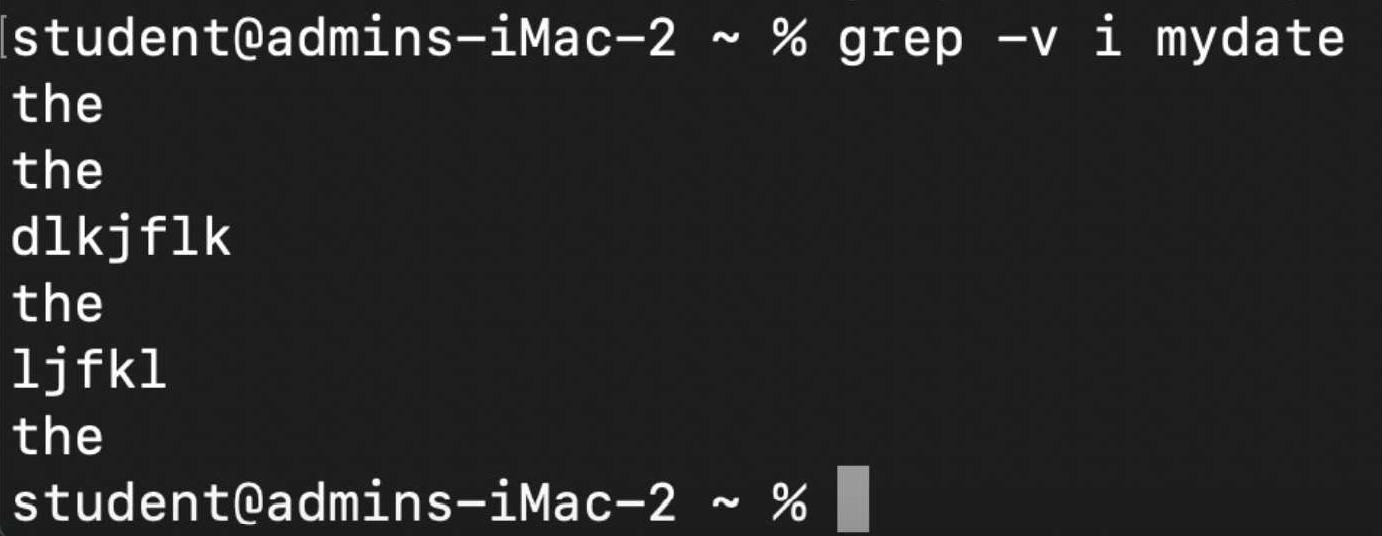 [student@admins-iMac-2 ~ % grep -v i mydate
the
the
dlkjflk
the
ljfkl
the
student@admins-iMac-2 ~ %